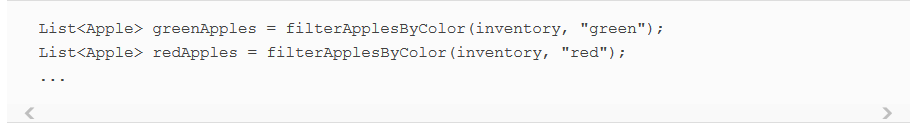 List<Apple> greenApples = filterApplesByColor(inventory, "green");
List<Apple> redApples = filterApplesByColor(inventory, "red");
...